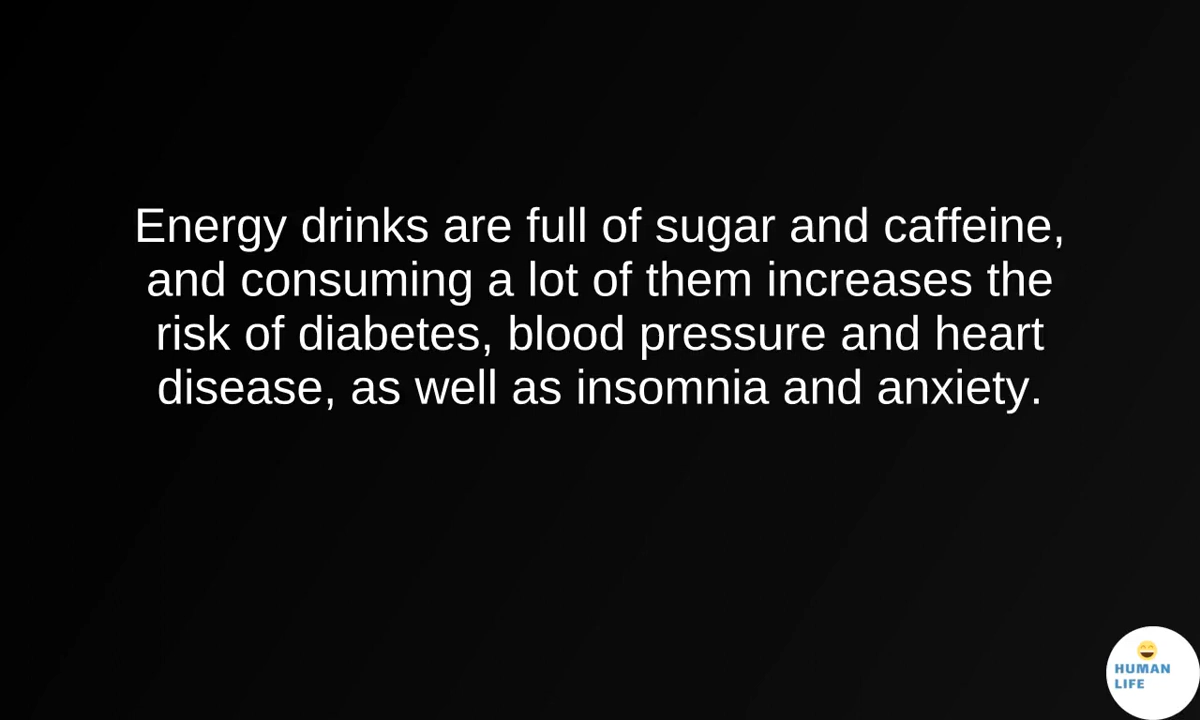 Energy drinks are full of sugar and caffeine,
and consuming a lot of them increases the
risk of diabetes, blood pressure and heart
disease, as well as insomnia and anxiety.
HUMAN
LIFE